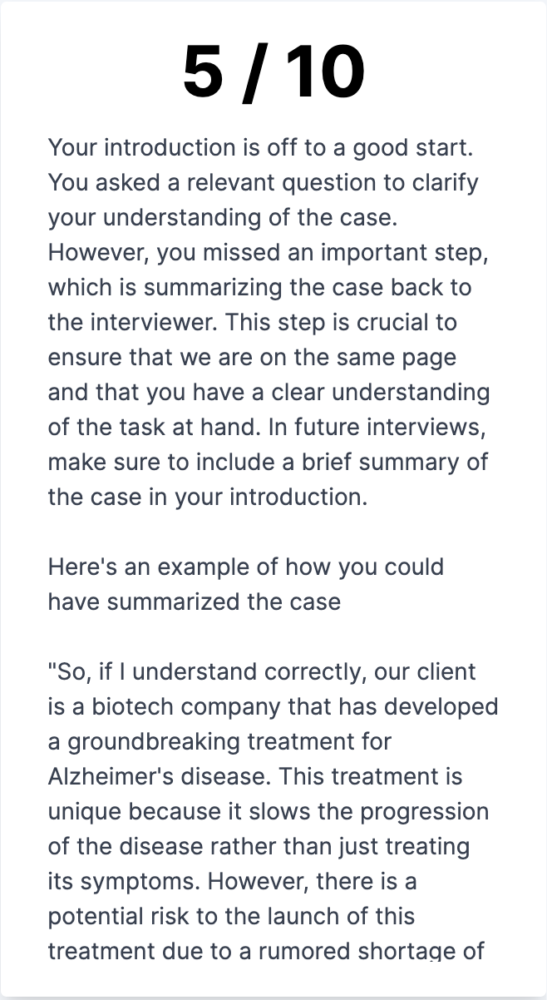 5 / 10
Your introduction is off to a good start.
You asked a relevant question to clarify
your understanding of the case.
However, you missed an important step,
which is summarizing the case back to
the interviewer. This step is crucial to
ensure that we are on the same page
and that you have a clear understanding
of the task at hand. In future interviews,
make sure to include a brief summary of
the case in your introduction.
Here's an example of how you could
have summarized the case
"So, if I understand correctly, our client
is a biotech company that has developed
a groundbreaking treatment for
Alzheimer's disease. This treatment is
unique because it slows the progression
of the disease rather than just treating
its symptoms. However, there is a
potential risk to the launch of this
treatment due to a rumored shortage of